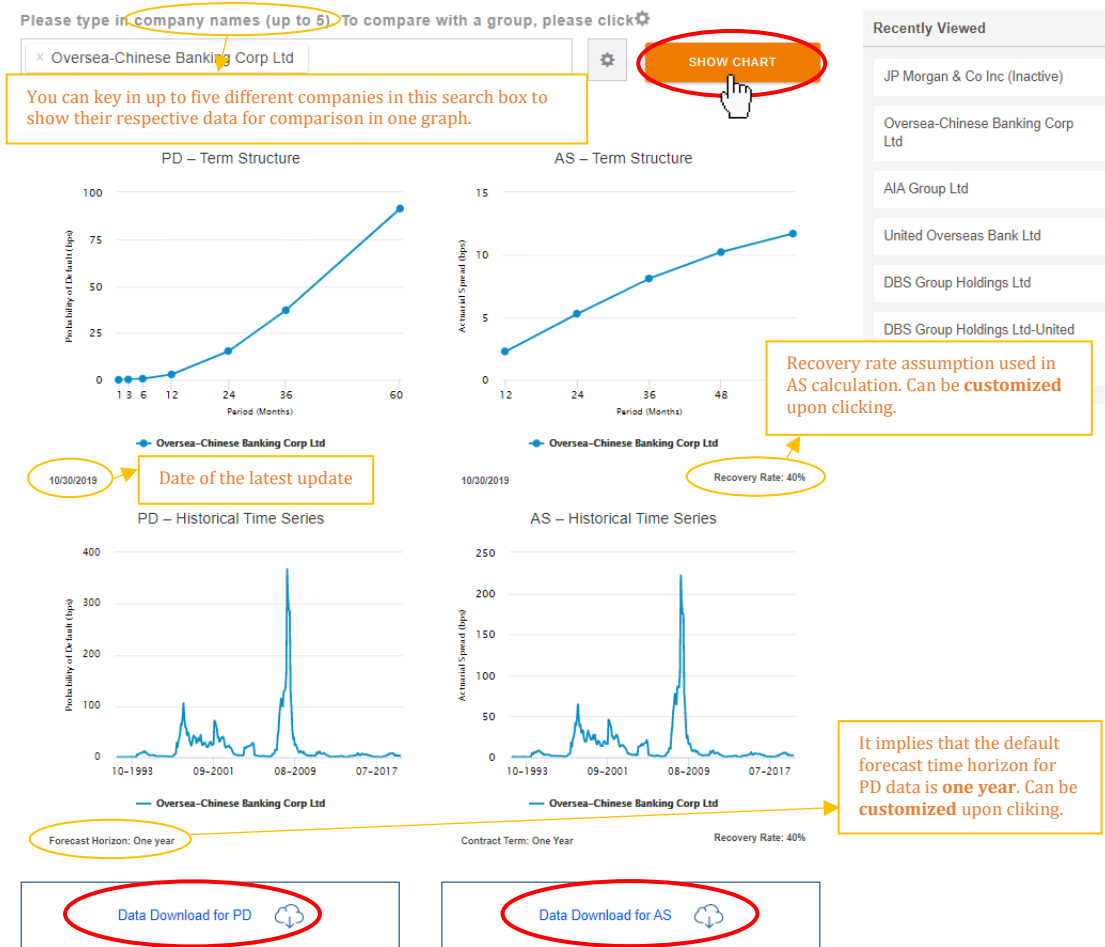 Please type in company names (up to 5). To compare with a group, please click
Recently Viewed
× Oversea-Chinese Banking Corp Ltd
SHOW CHART
JP Morgan & Co Inc (Inactive)
You can key in up to five different companies in this search box to
show their respective data for comparison in one graph.
Oversea-Chinese Banking Corp
Ltd
AIA Group Ltd
United Overseas Bank Ltd
DBS Group Holdings Ltd
DBS Group Holdings Ltd-United
PD – Term Structure
100
75
50
25
0
Probability of Default (bps)
1 3 6 12 24 36 60
Period (Months)
Oversea-Chinese Banking Corp Ltd
10/30/2019
Date of the latest update
AS – Term Structure
15
10
5
0
Actuarial Spread (bps)
12 24 36 48
Period (Months)
Oversea-Chinese Banking Corp Ltd
10/30/2019
Recovery Rate: 40%
Recovery rate assumption used in
AS calculation. Can be customized
upon clicking.
PD – Historical Time Series
400
300
200
100
0
Probability of Default (bps)
10-1993 09-2001 08-2009 07-2017
Oversea-Chinese Banking Corp Ltd
Forecast Horizon: One year
AS – Historical Time Series
250
200
150
100
50
0
Actuarial Spread (bps)
10-1993 09-2001 08-2009 07-2017
Oversea-Chinese Banking Corp Ltd
Contract Term: One Year
Recovery Rate: 40%
It implies that the default
forecast time horizon for
PD data is one year. Can be
customized upon cliking.
Data Download for PD
Data Download for AS